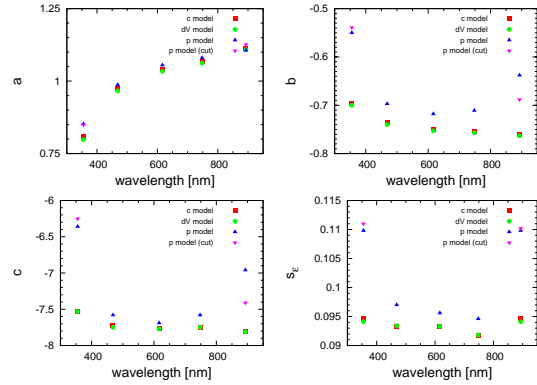 c model
dV model
p model
p model (cut)
a
1.25
1
0.75
400 600 800
wavelength [nm]
c model
dV model
p model
p model (cut)
b
-0.4
-0.5
-0.6
-0.7
-0.8
400 600 800
wavelength [nm]
c model
dV model
p model
p model (cut)
c
-6
-6.5
-7
-7.5
-8
400 600 800
wavelength [nm]
c model
dV model
p model
p model (cut)
sε
0.115
0.11
0.105
0.1
0.095
0.09
400 600 800
wavelength [nm]